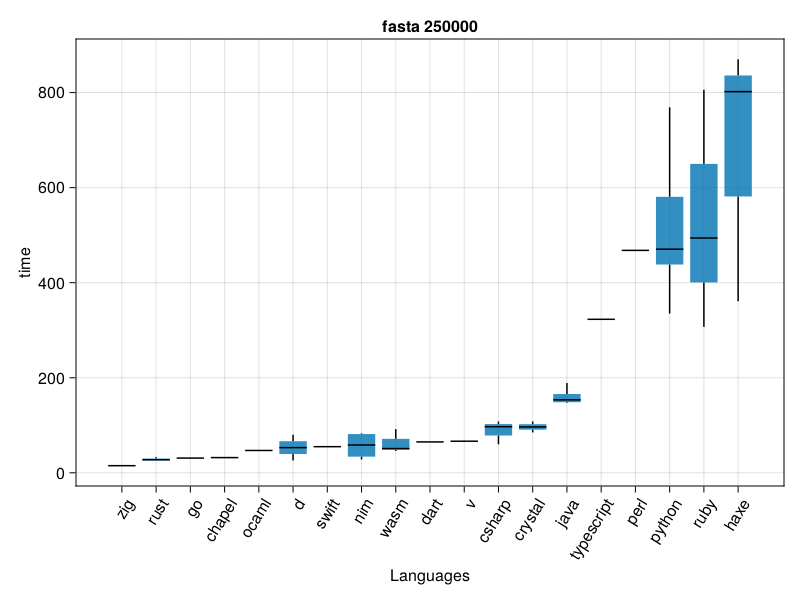 fasta 250000
time
800
600
400
200
0
zig
rust
go
chapel
ocaml
d
swift
nim
wasm
dart
v
csharp
crystal
java
typescript
perl
python
ruby
haxe
Languages